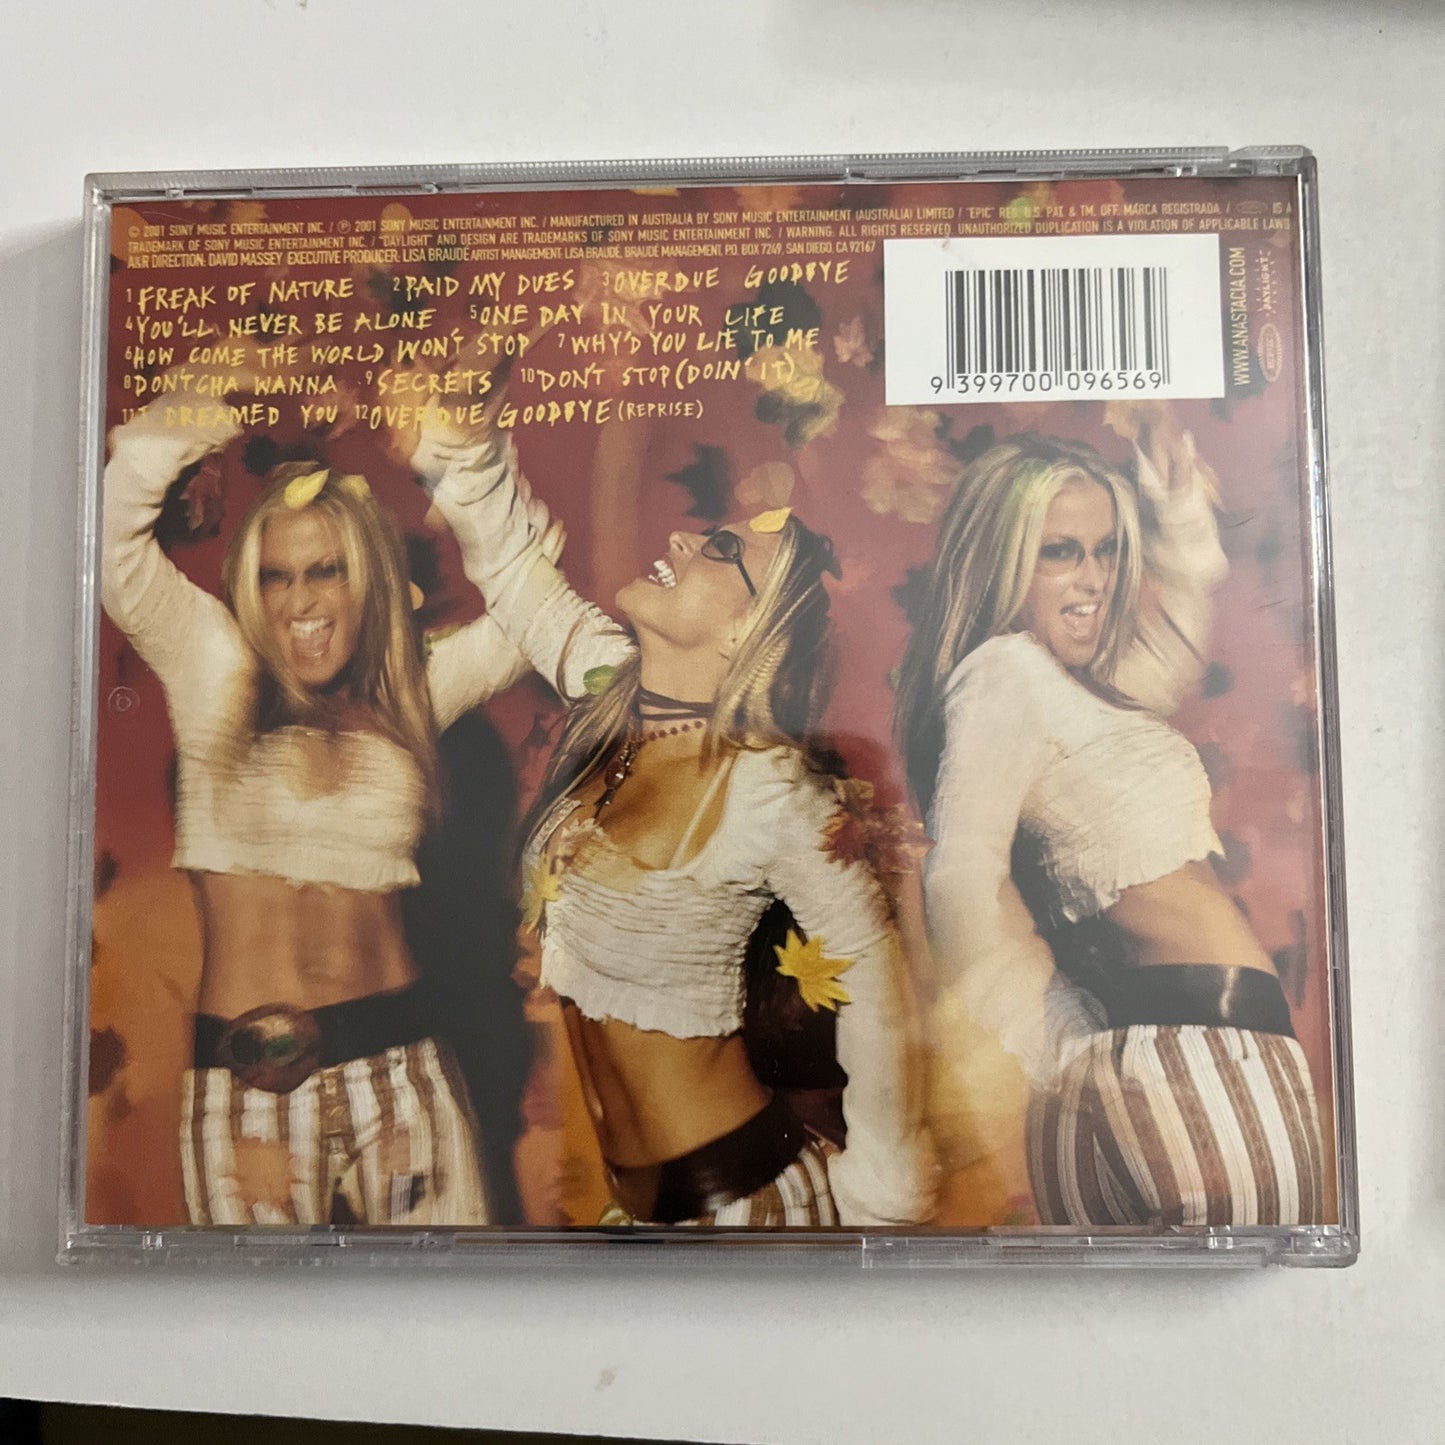 © 2001 SONY MUSIC ENTERTAINMENT INC. / ℗ 2001 SONY MUSIC ENTERTAINMENT INC. / MANUFACTURED IN AUSTRALIA BY SONY MUSIC ENTERTAINMENT (AUSTRALIA) LIMITED / "EPIC" REG. U.S. PAT. & TM. OFF. MARCA REGISTRADA. / IS A
TRADEMARK OF SONY MUSIC ENTERTAINMENT INC. / "DAYLIGHT" AND DESIGN ARE TRADEMARKS OF SONY MUSIC ENTERTAINMENT INC. / WARNING. ALL RIGHTS RESERVED. UNAUTHORIZED DUPLICATION IS A VIOLATION OF APPLICABLE LAWS
A&R DIRECTION: DAVID MASSEY EXECUTIVE PRODUCER: LISA BRAUDÉ ARTIST MANAGEMENT: LISA BRAUDÉ, BRAUDÉ MANAGEMENT, P.O. BOX 7249, SAN DIEGO, CA 92167
1 FREAK OF NATURE 2 PAID MY DUES 3 OVERDUE GOODBYE
4 YOU'LL NEVER BE ALONE 5 ONE DAY IN YOUR LIFE
6 HOW COME THE WORLD WON'T STOP 7 WHY'D YOU LIE TO ME
8 DON'TCHA WANNA 9 SECRETS 10 DON'T STOP (DOIN' IT)
11 I DREAMED YOU 12 OVERDUE GOODBYE (REPRISE)
9 399700 096569
WWW.ANASTACIA.COM
DAYLIGHT